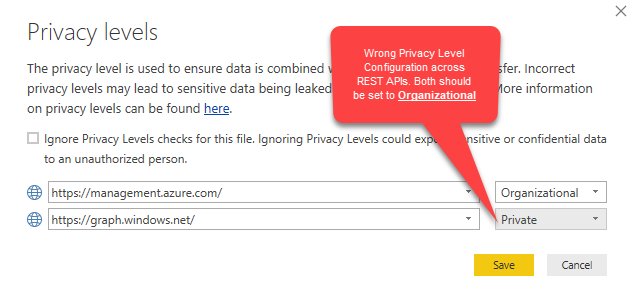 Privacy levels
Wrong Privacy Level
Configuration across
REST APIs. Both should
be set to Organizational
The privacy level is used to ensure data is combined w sfer. Incorrect
privacy levels may lead to sensitive data being leaked More information
on privacy levels can be found here.
Ignore Privacy Levels checks for this file. Ignoring Privacy Levels could exp sitive or confidential data
to an unauthorized person.
https://management.azure.com/ Organizational
https://graph.windows.net/ Private
Save Cancel